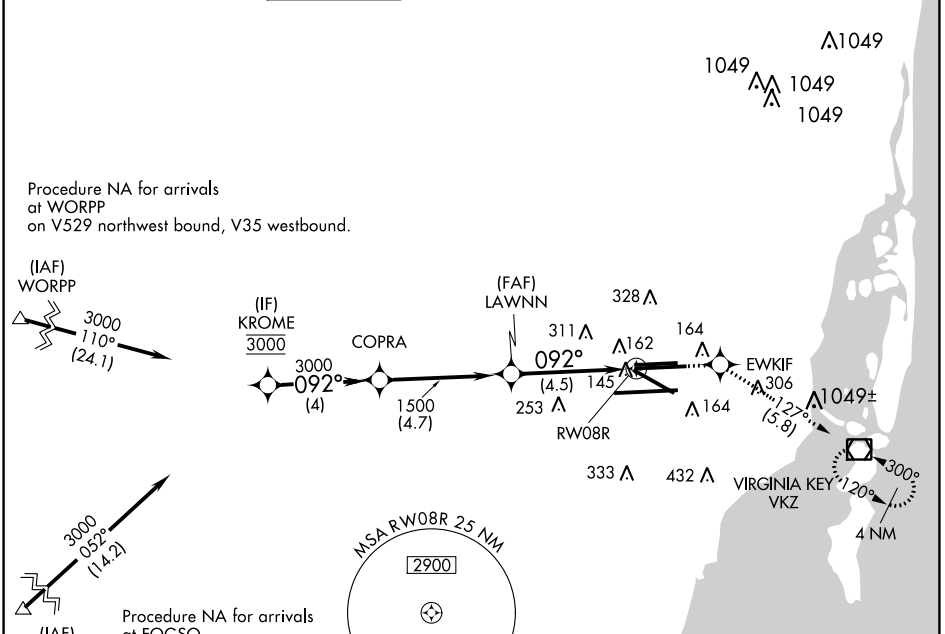 1049
1049
1049
1049
Procedure NA for arrivals
at WORPP
on V529 northwest bound, V35 westbound.
(IAF)
WORPP
3000
110°
(24.1)
(IF)
KROME
3000
COPRA
(FAF)
LAWNN
328
311
162
164
3000
092°
(4)
1500
(4.7)
092°
(4.5)
145
253
RW08R
EWKIF
306
164
1049±
127°
(5.8)
333
432
VIRGINIA KEY
VKZ
300°
120°
4 NM
3000
052°
(14.2)
MSA RW08R 25 NM
2900
Procedure NA for arrivals